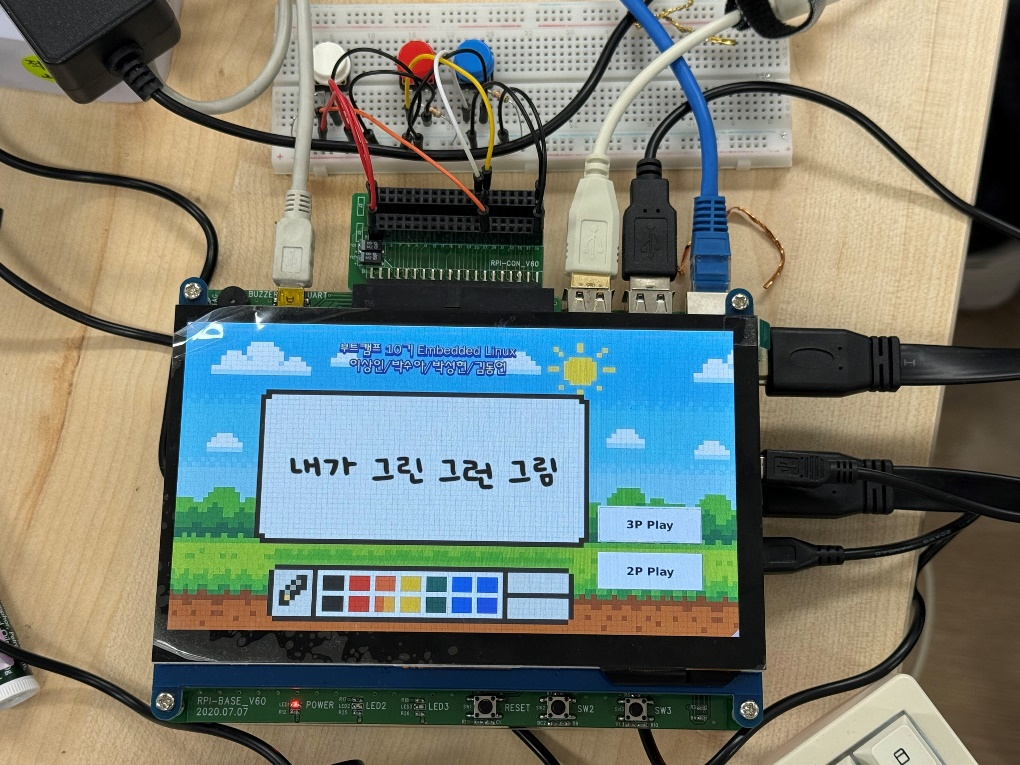 RPI-CON_V60
BUZZER
UART
부트캠프 10기 Embedded Linux
이상인/박수아/박성현/김동연
내가 그린 그런 그림
3P Play
2P Play
RPI-BASE_V60
2020.07.07
POWER
LED2
LED3
RESET
SW2
SW3